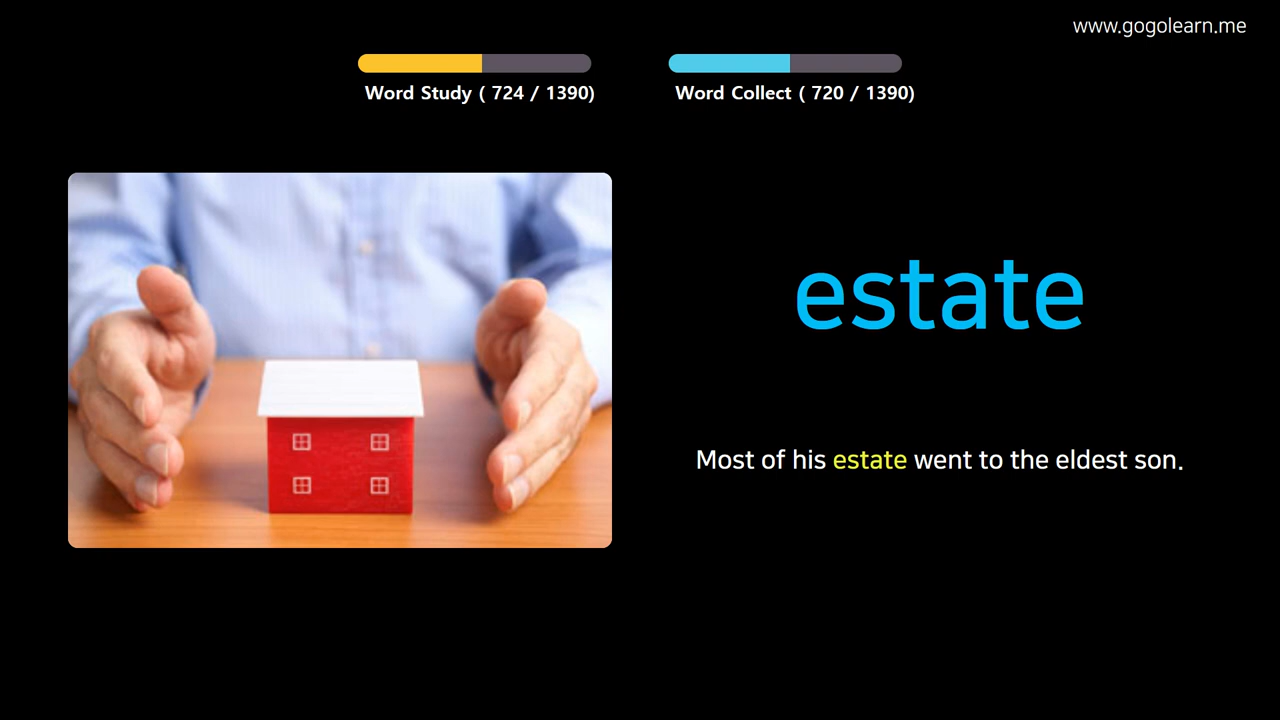 www.gogolearn.me
Word Study ( 724 / 1390)
Word Collect ( 720 / 1390)
estate
Most of his estate went to the eldest son.